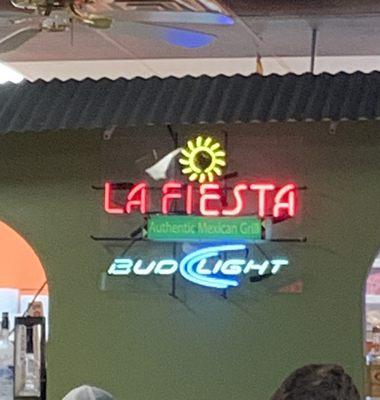 LA FIESTA
Authentic Mexican Grill
BUD LIGHT